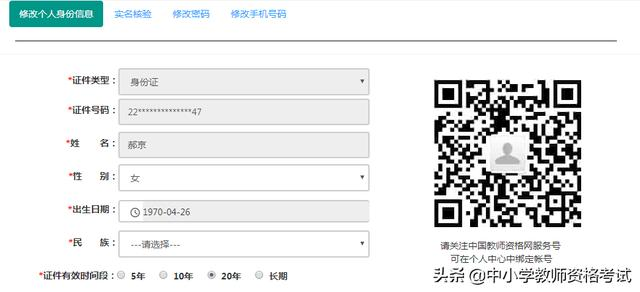 修改个人身份信息 实名核验 修改密码 修改手机号码
*证件类型： 身份证
*证件号码： 22**************47
*姓 名： 郝京
*性 别： 女
*出生日期： 1970-04-26
*民 族： ---请选择---
*证件有效时间段： 5年 10年 20年 长期
请关注中国教师资格网服务号
可在个人中心中绑定帐号
头条 @中小学教师资格考试